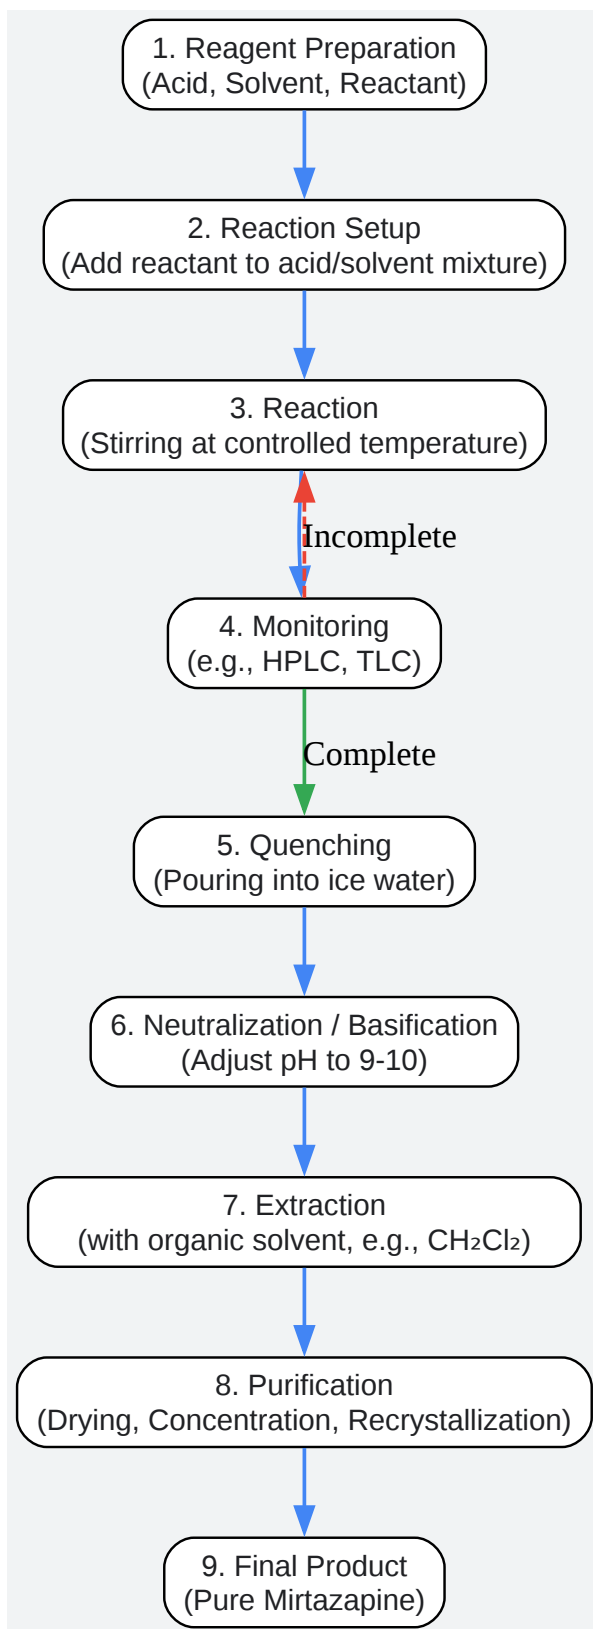 1. Reagent Preparation
(Acid, Solvent, Reactant)
2. Reaction Setup
(Add reactant to acid/solvent mixture)
3. Reaction
(Stirring at controlled temperature)
Incomplete
4. Monitoring
(e.g., HPLC, TLC)
Complete
5. Quenching
(Pouring into ice water)
6. Neutralization / Basification
(Adjust pH to 9-10)
7. Extraction
(with organic solvent, e.g., CH₂Cl₂)
8. Purification
(Drying, Concentration, Recrystallization)
9. Final Product
(Pure Mirtazapine)